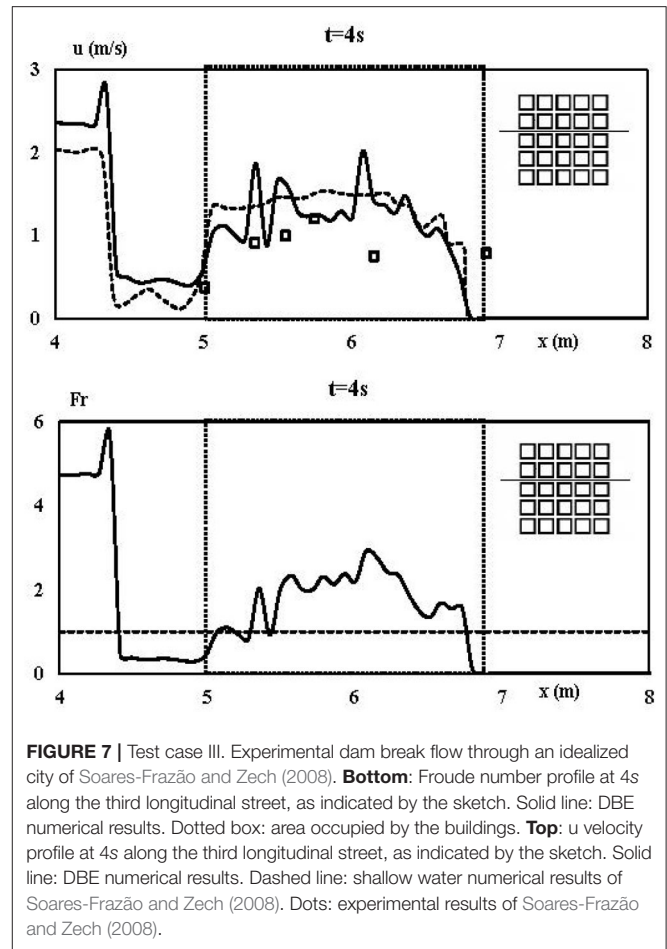 t=4s
u (m/s)
3
2
1
0
4 5 6 7 x (m) 8
t=4s
Fr
6
4
2
0
4 5 6 7 x (m) 8
FIGURE 7 | Test case III. Experimental dam break flow through an idealized
city of Soares-Frazão and Zech (2008). Bottom: Froude number profile at 4s
along the third longitudinal street, as indicated by the sketch. Solid line: DBE
numerical results. Dotted box: area occupied by the buildings. Top: u velocity
profile at 4s along the third longitudinal street, as indicated by the sketch. Solid
line: DBE numerical results. Dashed line: shallow water numerical results of
Soares-Frazão and Zech (2008). Dots: experimental results of Soares-Frazão
and Zech (2008).